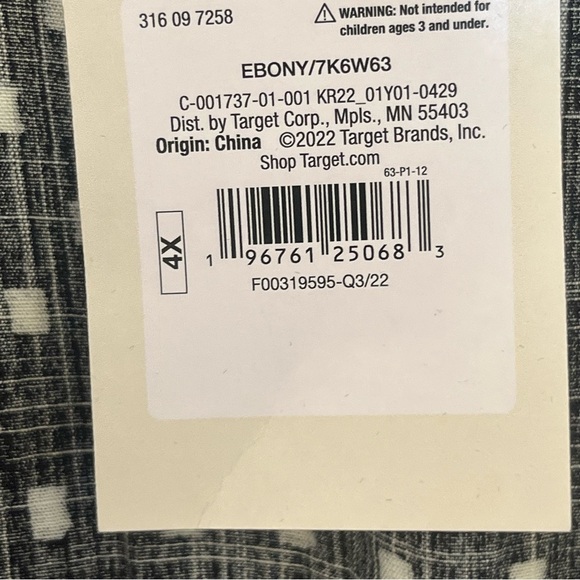 316 09 7258
⚠ WARNING: Not intended for
children ages 3 and under.
EBONY/7K6W63
C-001737-01-001 KR22_01Y01-0429
Dist. by Target Corp., Mpls., MN 55403
Origin: China ©2022 Target Brands, Inc.
Shop Target.com
63-P1-12
4X
1 96761 25068 3
F00319595-Q3/22